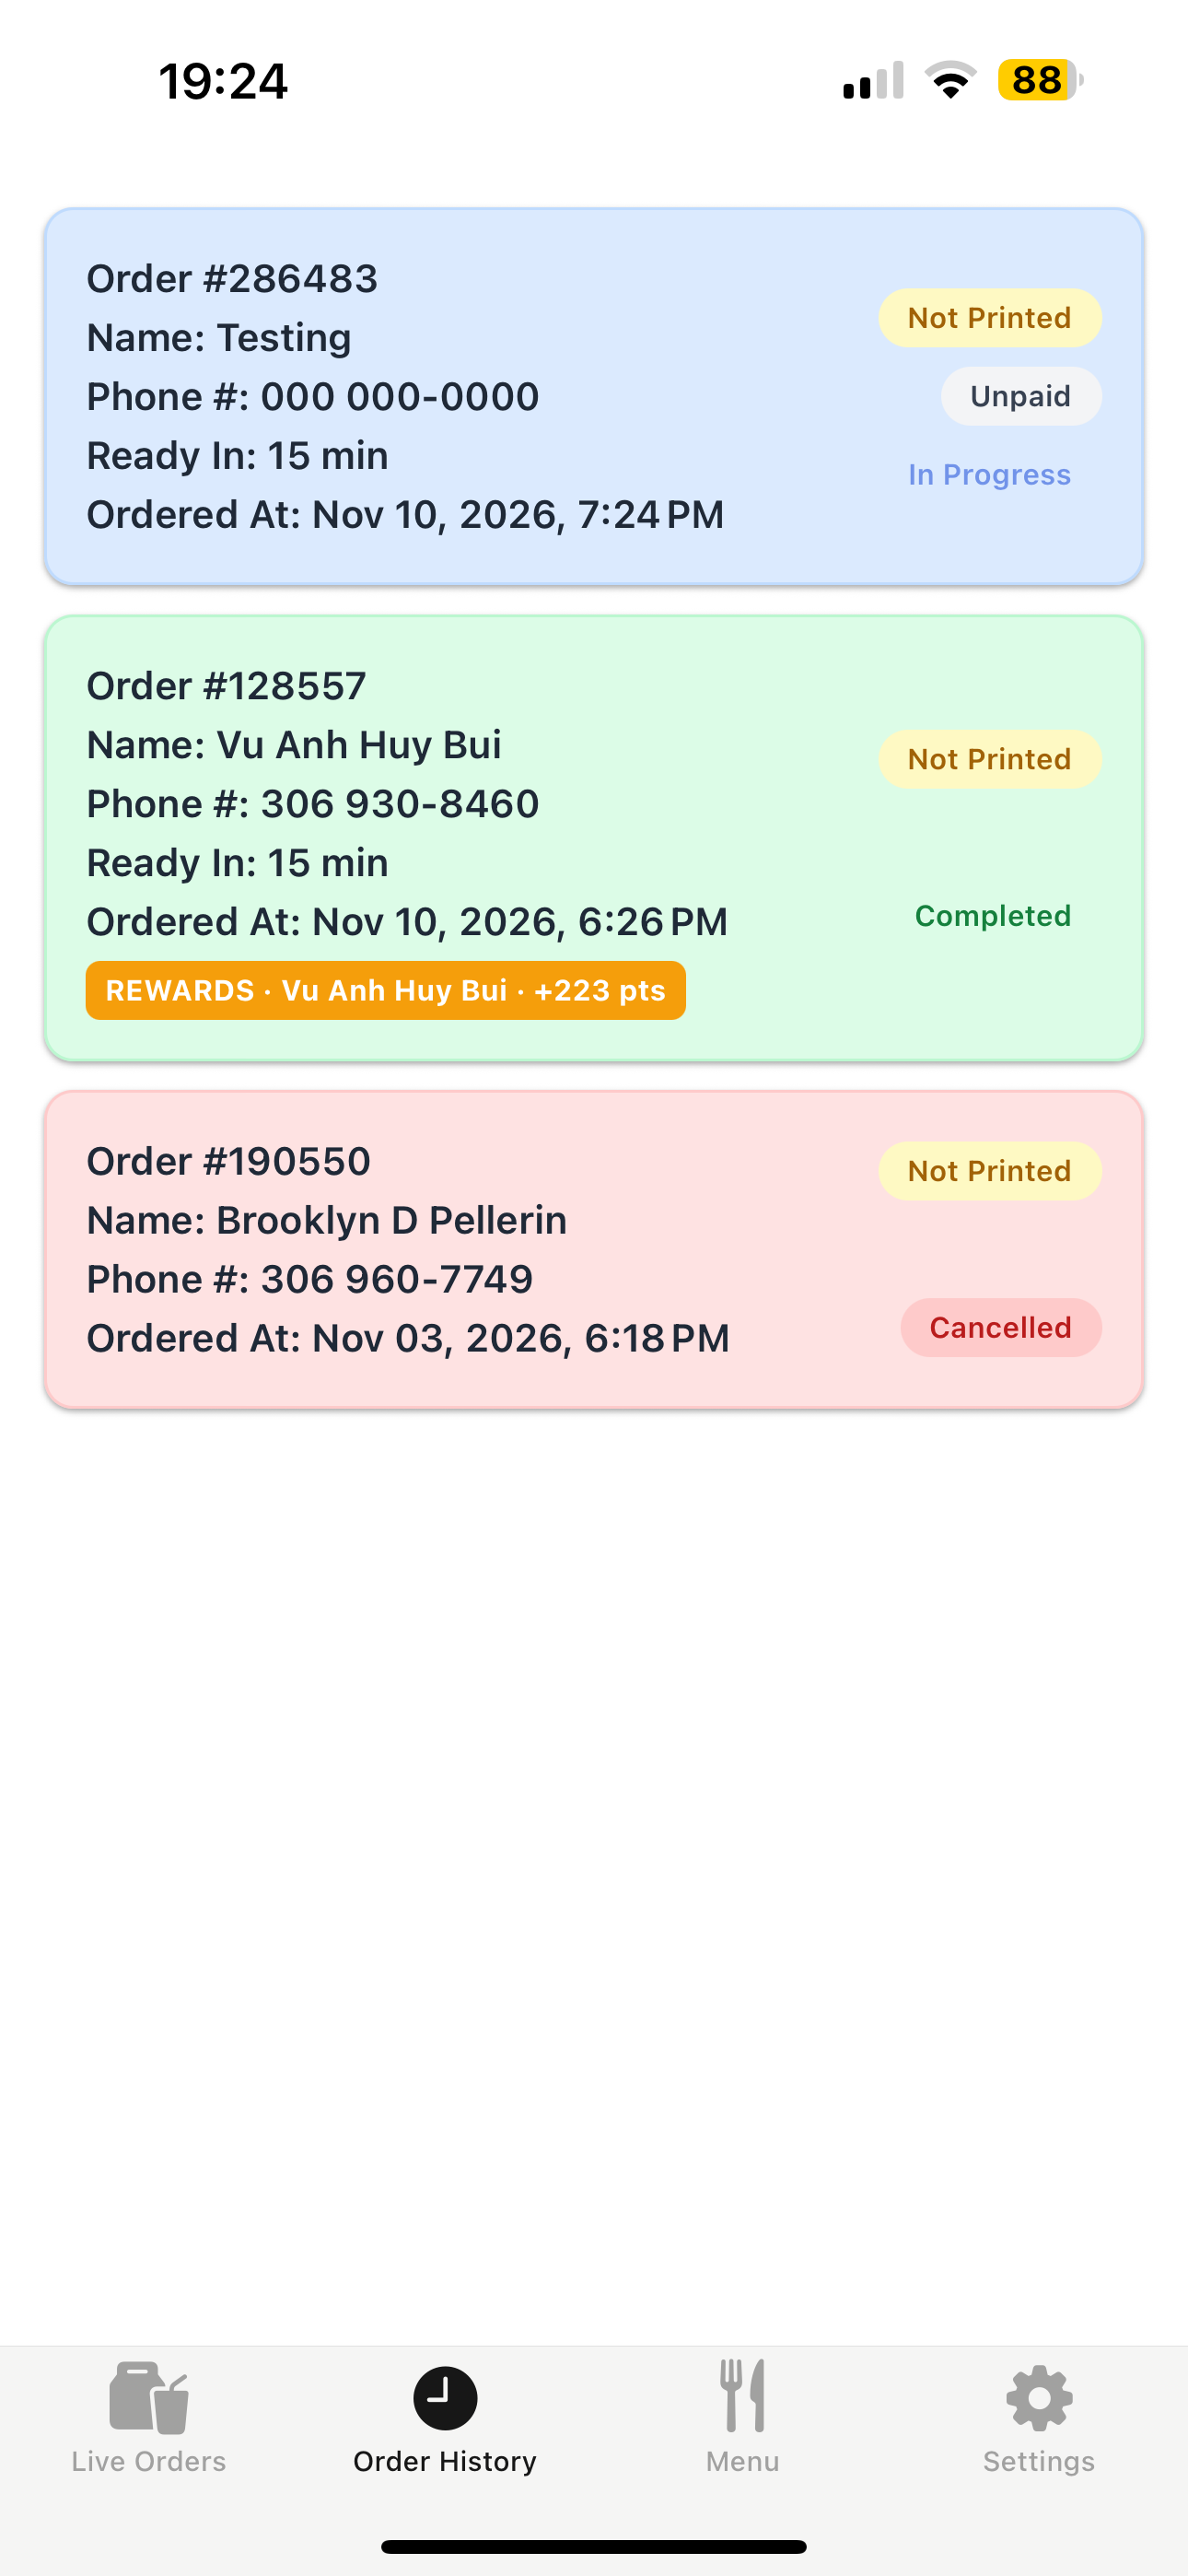 19:24
88
Order #286483
Name: Testing
Phone #: 000 000-0000
Ready In: 15 min
Ordered At: Nov 10, 2026, 7:24 PM
Not Printed
Unpaid
In Progress
Order #128557
Name: Vu Anh Huy Bui
Phone #: 306 930-8460
Ready In: 15 min
Ordered At: Nov 10, 2026, 6:26 PM
REWARDS · Vu Anh Huy Bui · +223 pts
Not Printed
Completed
Order #190550
Name: Brooklyn D Pellerin
Phone #: 306 960-7749
Ordered At: Nov 03, 2026, 6:18 PM
Not Printed
Cancelled
Live Orders
Order History
Menu
Settings